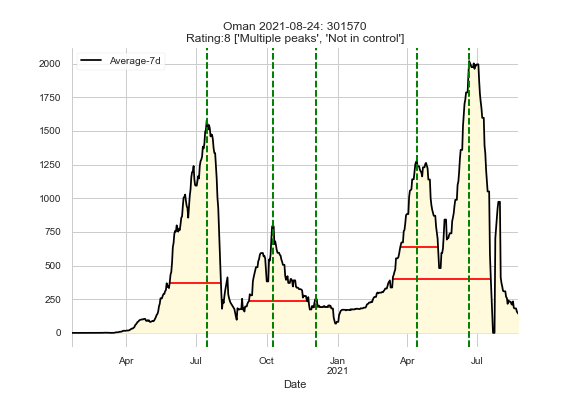 Oman 2021-08-24: 301570
Rating:8 ['Multiple peaks', 'Not in control']
Average-7d
2000
1750
1500
1250
1000
750
500
250
0
Apr Jul Oct Jan Apr Jul
2021
Date